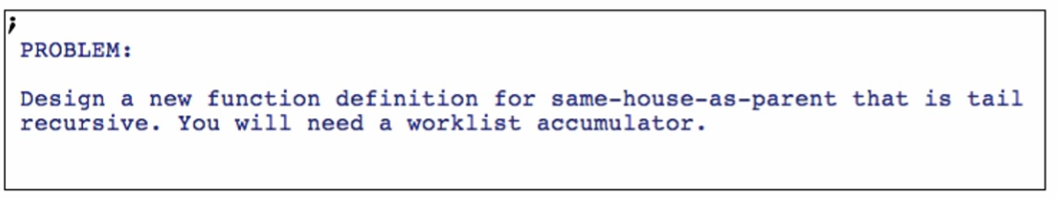 ;
PROBLEM:
Design a new function definition for same-house-as-parent that is tail
recursive. You will need a worklist accumulator.